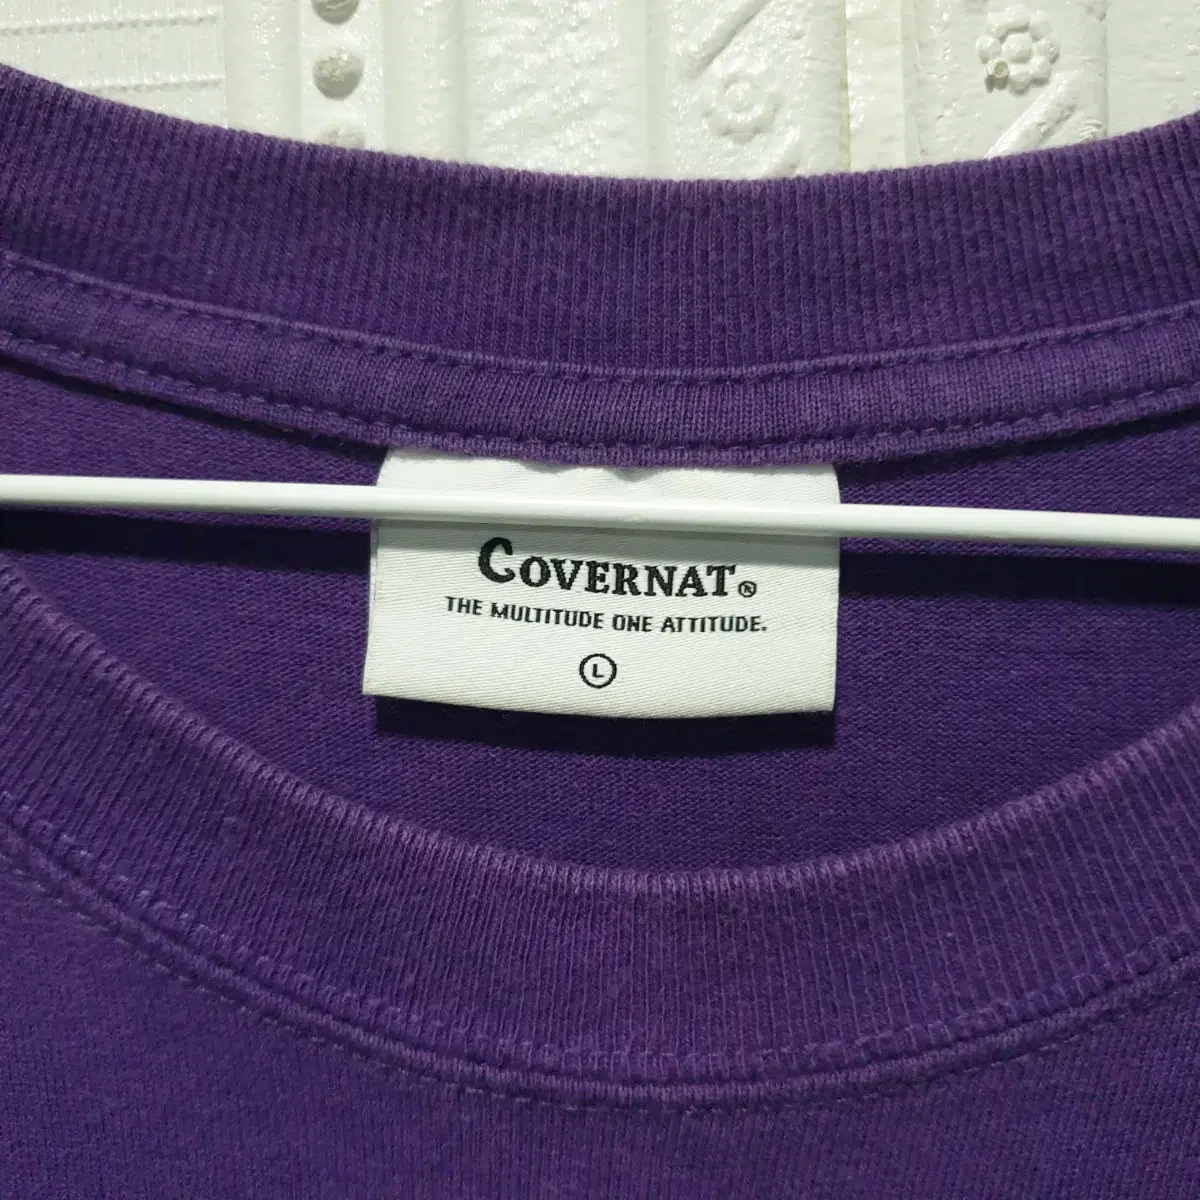 COVERNAT®
THE MULTITUDE ONE ATTITUDE.
L